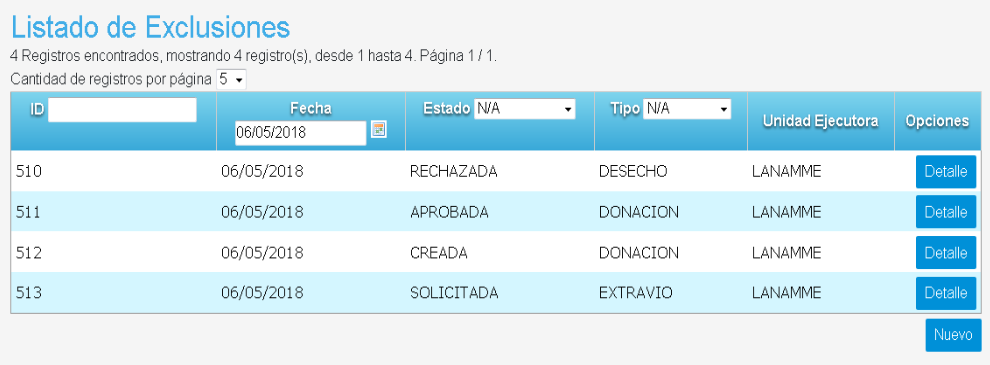 Listado de Exclusiones
4 Registros encontrados, mostrando 4 registro(s), desde 1 hasta 4. Página 1 / 1.
Cantidad de registros por página 5
ID Fecha Estado N/A Tipo N/A Unidad Ejecutora Opciones
06/05/2018
510 06/05/2018 RECHAZADA DESECHO LANAMME Detalle
511 06/05/2018 APROBADA DONACION LANAMME Detalle
512 06/05/2018 CREADA DONACION LANAMME Detalle
513 06/05/2018 SOLICITADA EXTRAVIO LANAMME Detalle
Nuevo